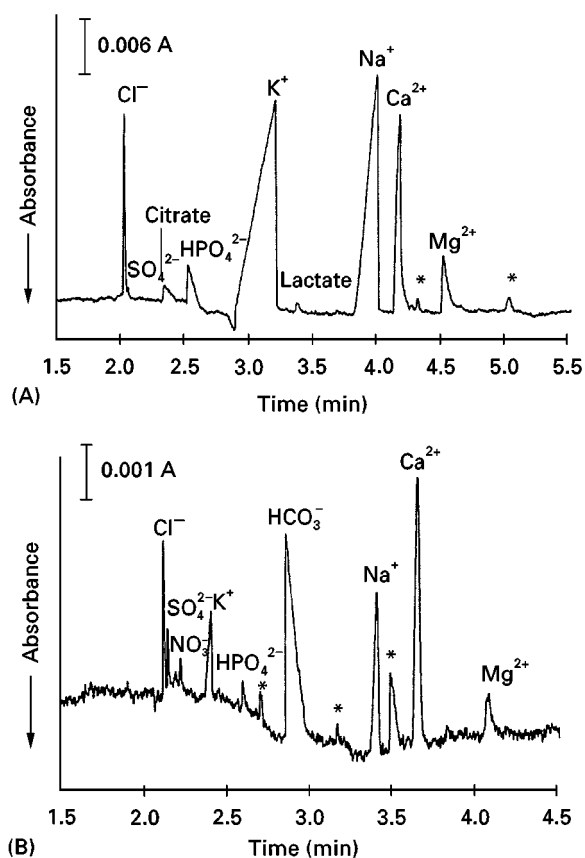 0.006 A
Na⁺
K⁺
Cl⁻
Ca²⁺
Citrate
HPO₄²⁻
SO₄²⁻
Mg²⁺
Lactate
*
*
Absorbance
1.5 2.0 2.5 3.0 3.5 4.0 4.5 5.0 5.5
(A)
Time (min)
0.001 A
Ca²⁺
HCO₃⁻
Cl⁻
Na⁺
SO₄²⁻
K⁺
NO₃⁻
HPO₄²⁻
*
*
*
Mg²⁺
Absorbance
1.5 2.0 2.5 3.0 3.5 4.0 4.5
(B)
Time (min)